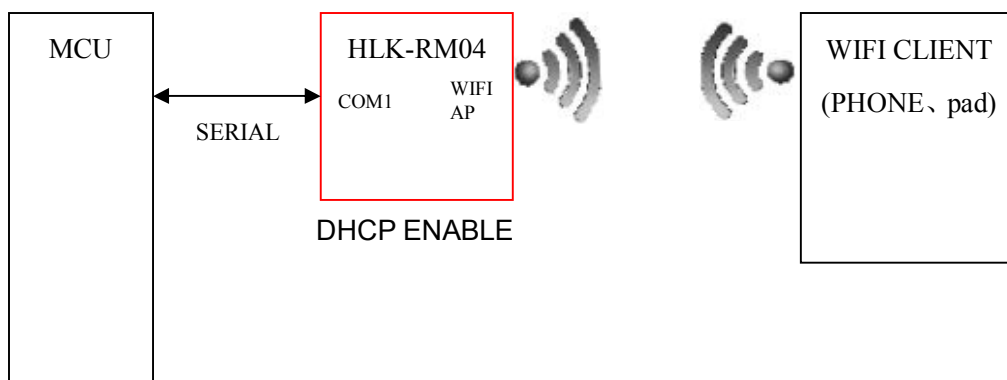 MCU
SERIAL
HLK-RM04
COM1
WIFI
AP
DHCP ENABLE
WIFI CLIENT
(PHONE、pad)